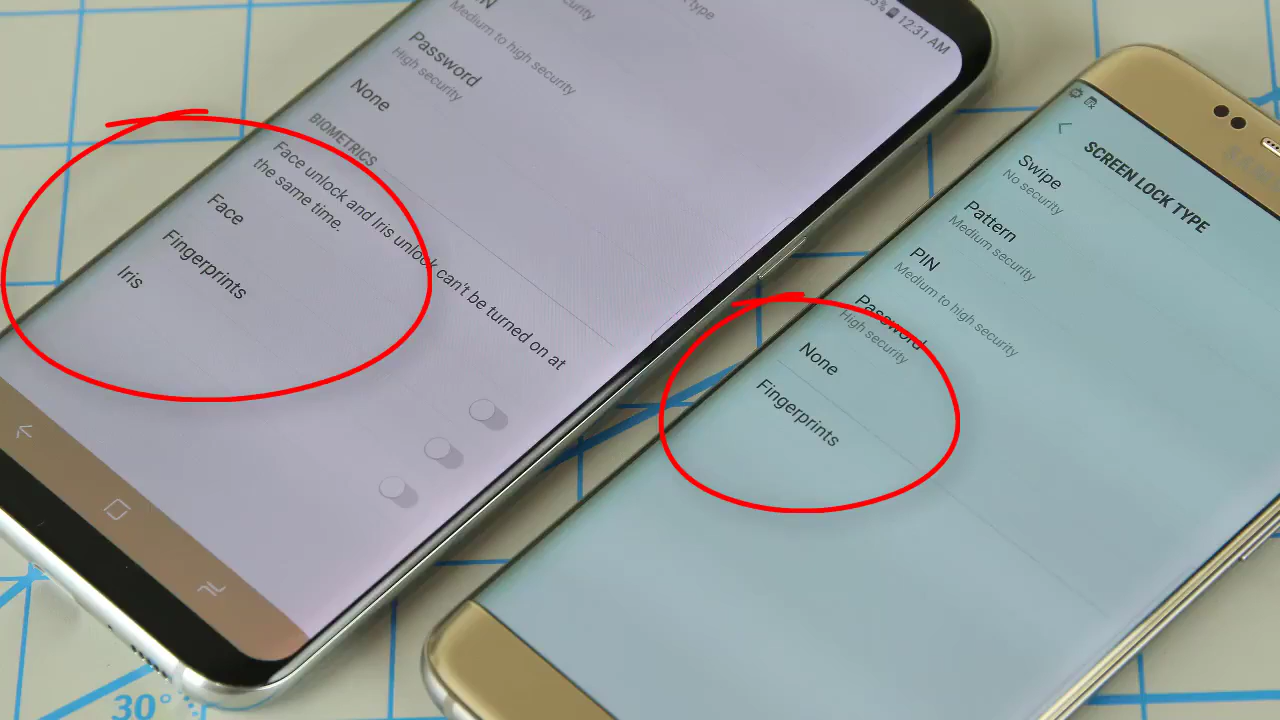 12:31 AM
Medium to high security
Password
High security
None
BIOMETRICS
Face unlock and Iris unlock can't be turned on at
the same time.
Face
Fingerprints
Iris
30°
SCREEN LOCK TYPE
Swipe
No security
Pattern
Medium security
PIN
Medium to high security
Password
High security
None
Fingerprints